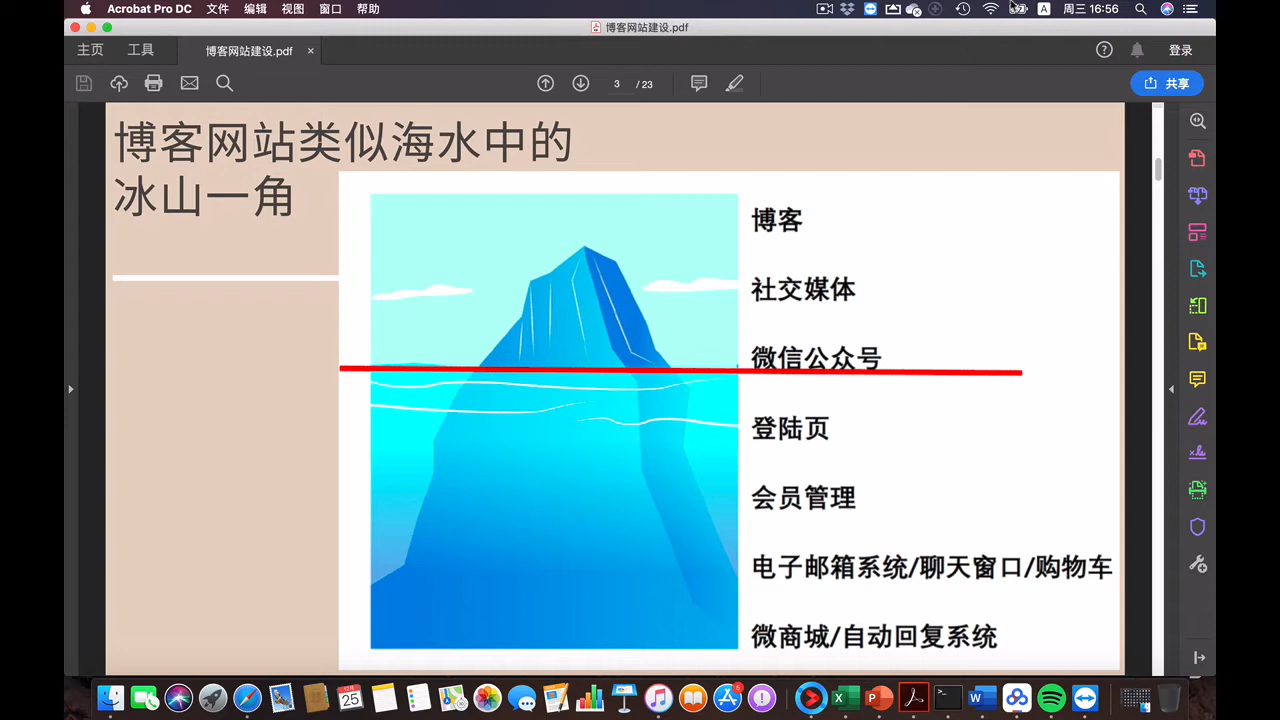 Acrobat Pro DC 文件 编辑 视图 窗口 帮助
A 周三 16:56
博客网站建设.pdf
主页 工具 博客网站建设.pdf × ? 登录
3 / 23 共享
博客网站类似海水中的
冰山一角
博客
社交媒体
微信公众号
登陆页
会员管理
电子邮箱系统/聊天窗口/购物车
微商城/自动回复系统
25